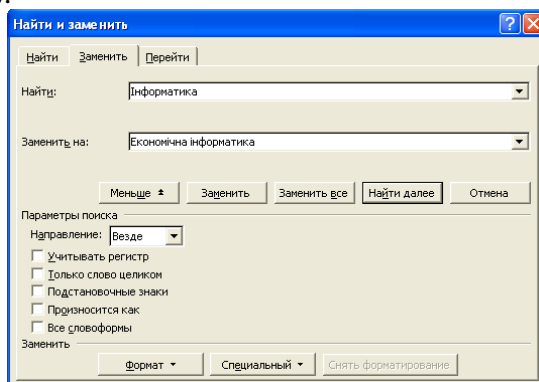 Найти и заменить
Найти Заменить Перейти
Найти: Інформатика
Заменить на: Економічна інформатика
Меньше Заменить Заменить все Найти далее Отмена
Параметры поиска
Направление: Везде
Учитывать регистр
Только слово целиком
Подстановочные знаки
Произносится как
Все словоформы
Заменить
Формат Специальный Снять форматирование